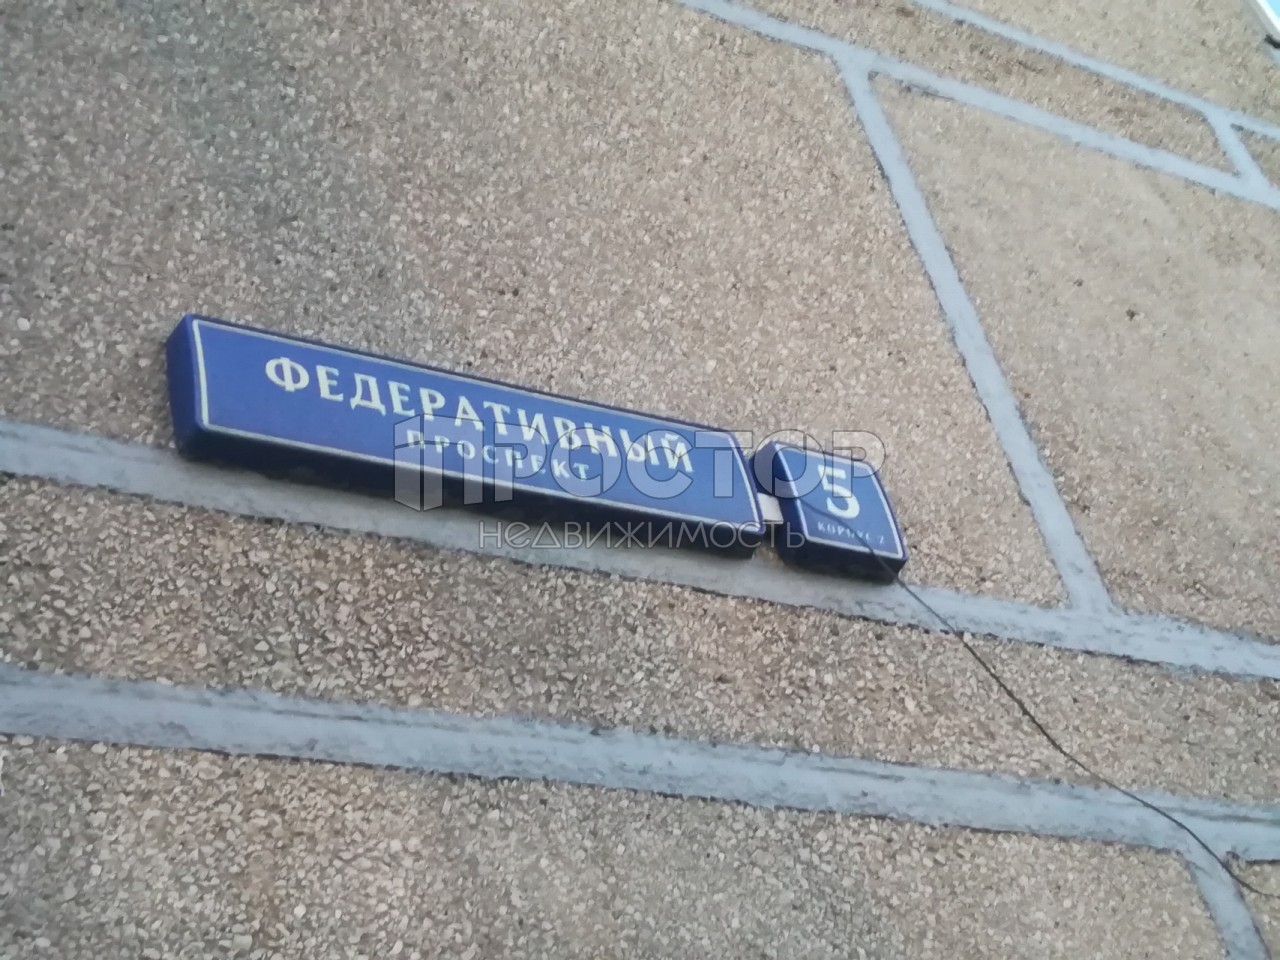 ФЕДЕРАТИВНЫЙ
ПРОСПЕКТ
5
КОРПУС 2
ПРОСТОР
НЕДВИЖИМОСТЬ